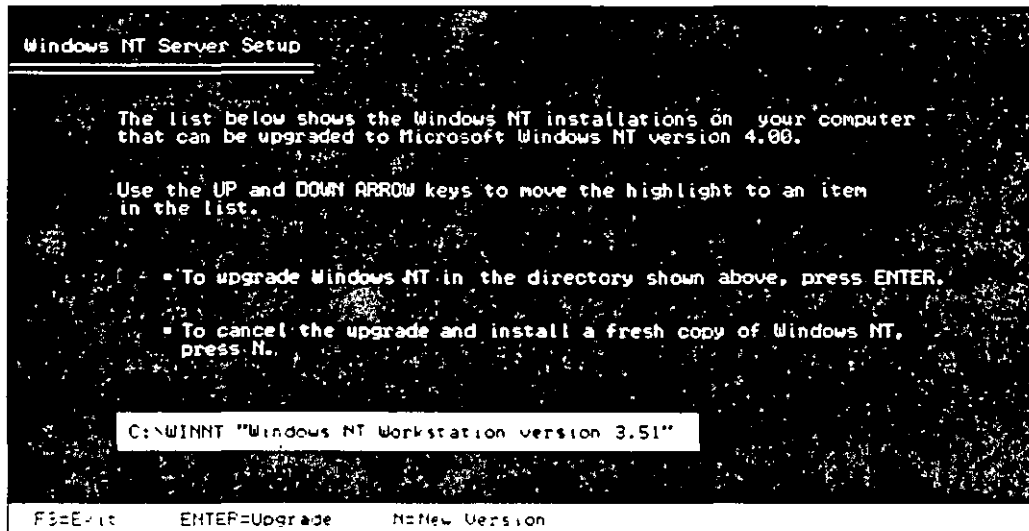 Windows NT Server Setup
The list below shows the Windows NT installations on your computer
that can be upgraded to Microsoft Windows NT version 4.00.
Use the UP and DOWN ARROW keys to move the highlight to an item
in the list.
• To upgrade Windows NT in the directory shown above, press ENTER.
• To cancel the upgrade and install a fresh copy of Windows NT,
press N.
C:\WINNT "Windows NT Workstation version 3.51"
F3=Exit ENTER=Upgrade N=New Version